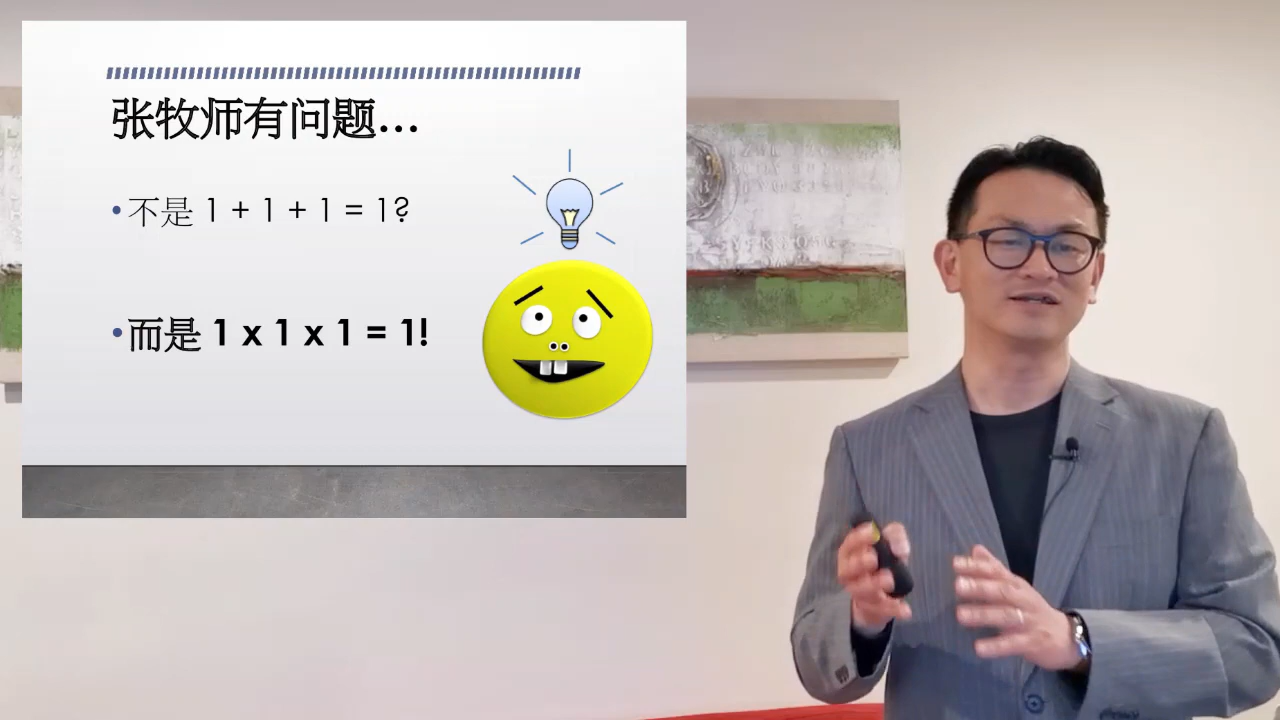 张牧师有问题…
• 不是 1 + 1 + 1 = 1?
• 而是 1 x 1 x 1 = 1!